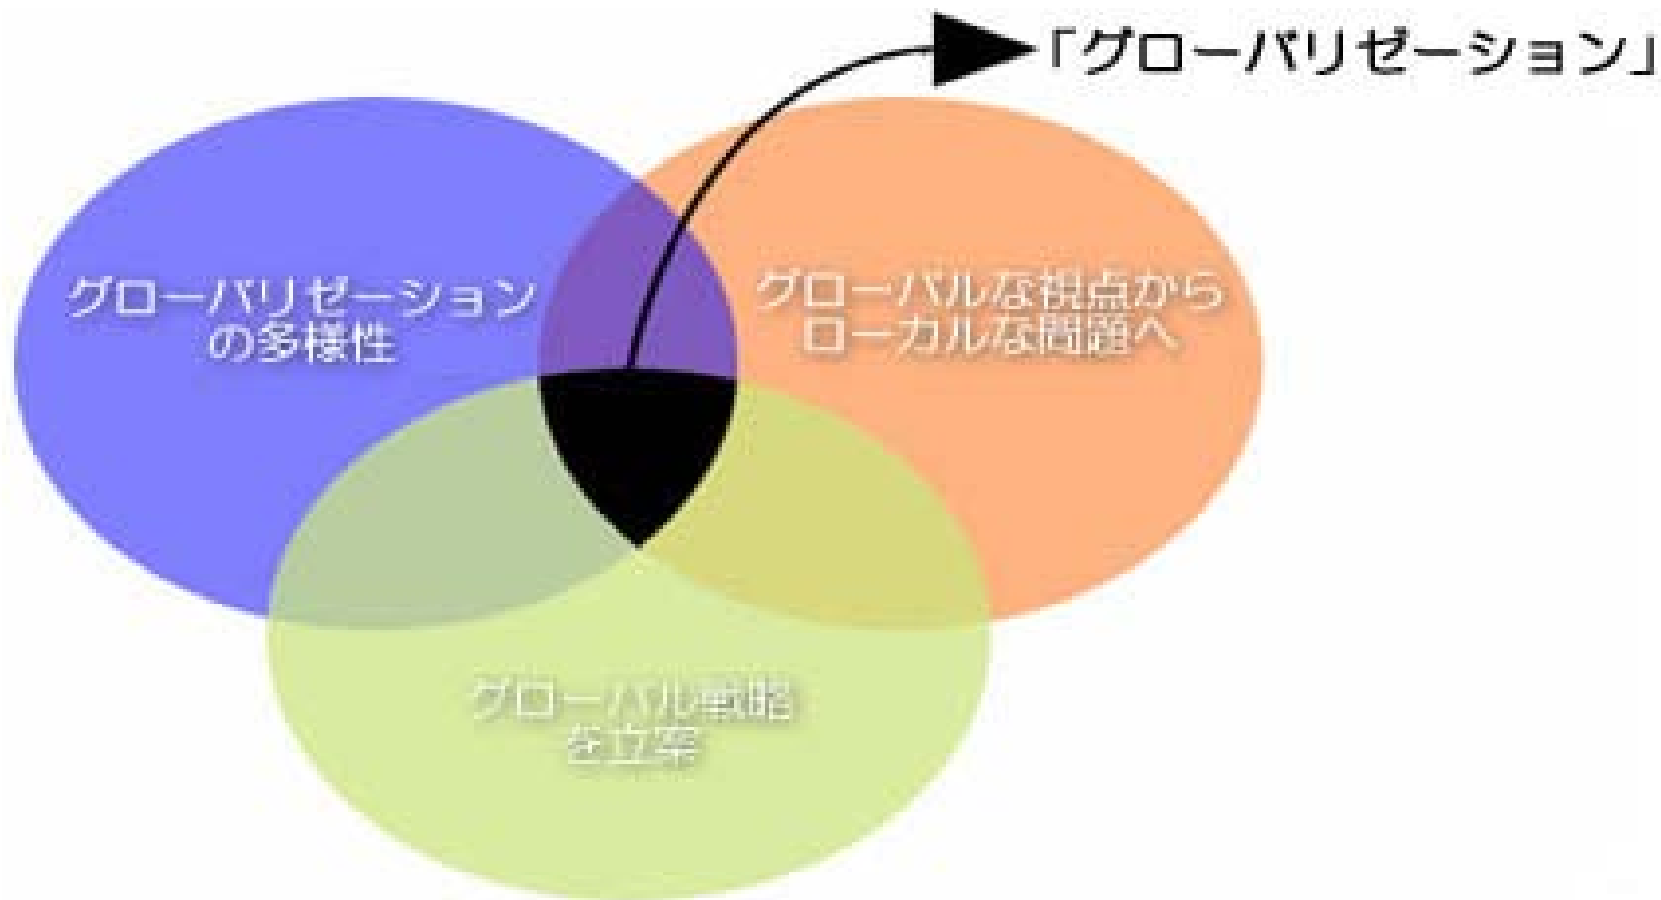 「グローバリゼーション」
グローバリゼーション
の多様性
グローバルな視点から
ローカルな問題へ
グローバル戦略
を立案